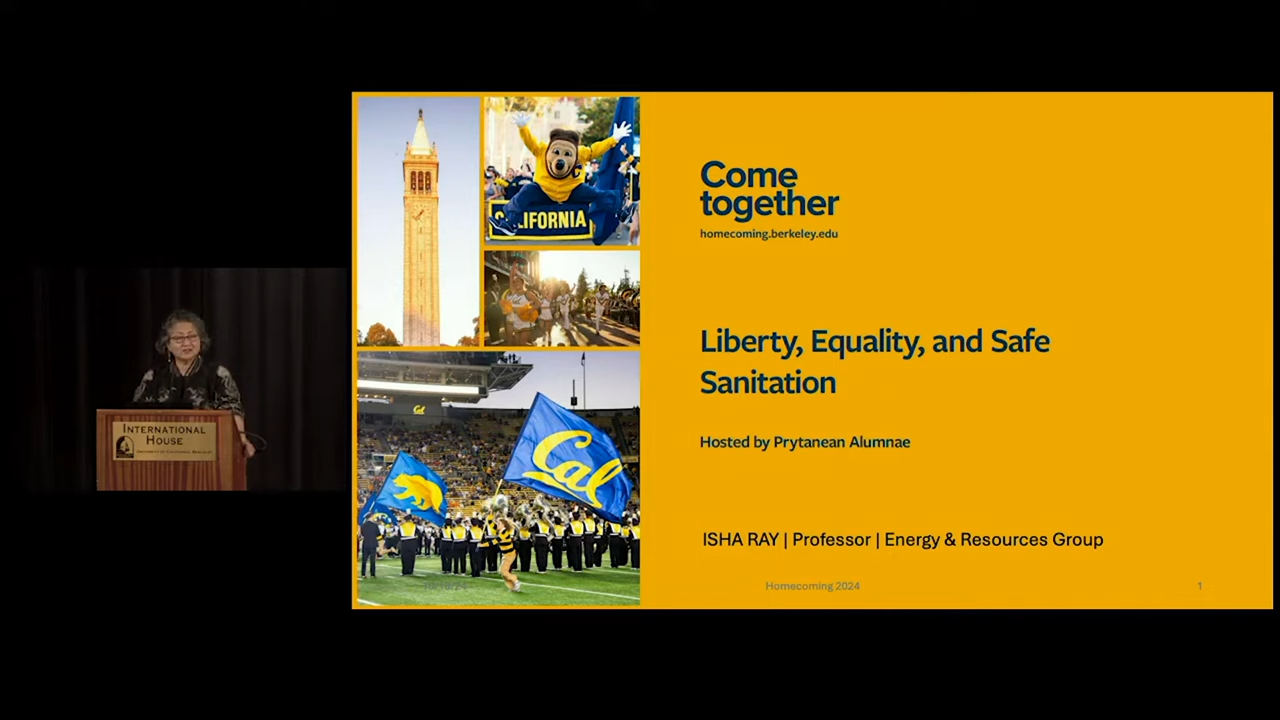 INTERNATIONAL
HOUSE
CALIFORNIA
Cal
Cal
Come
together
homecoming.berkeley.edu
Liberty, Equality, and Safe
Sanitation
Hosted by Prytanean Alumnae
ISHA RAY | Professor | Energy & Resources Group
Homecoming 2024
1